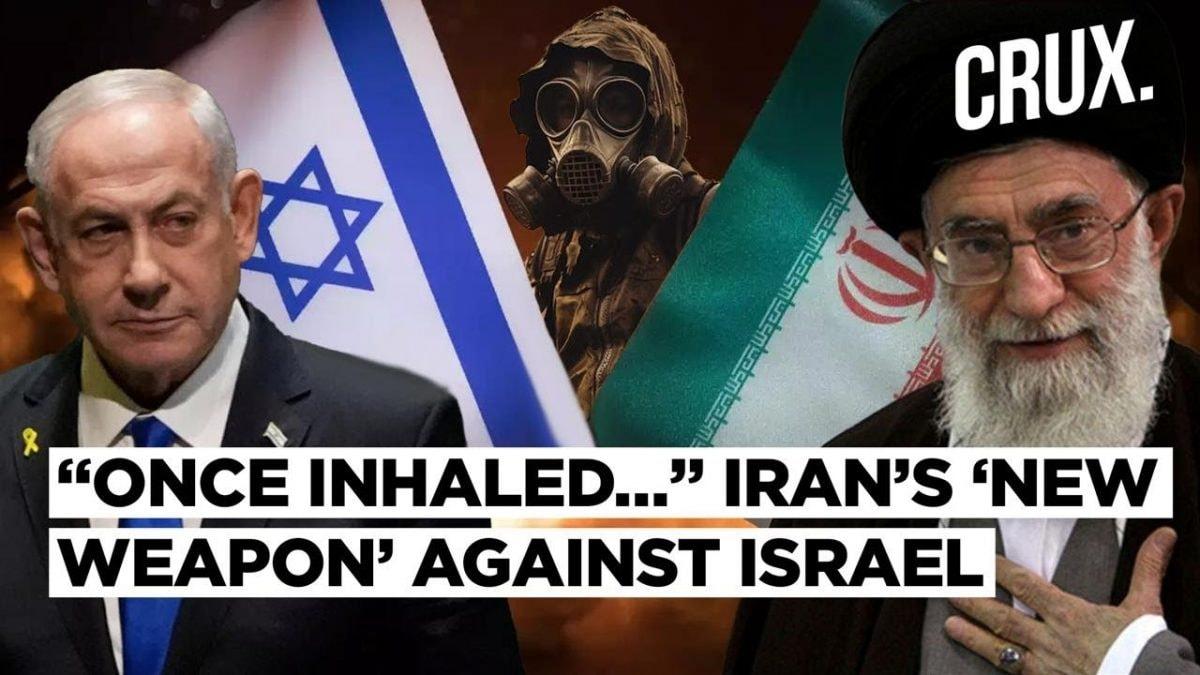 CRUX.
“ONCE INHALED...” IRAN’S ‘NEW
WEAPON’ AGAINST ISRAEL